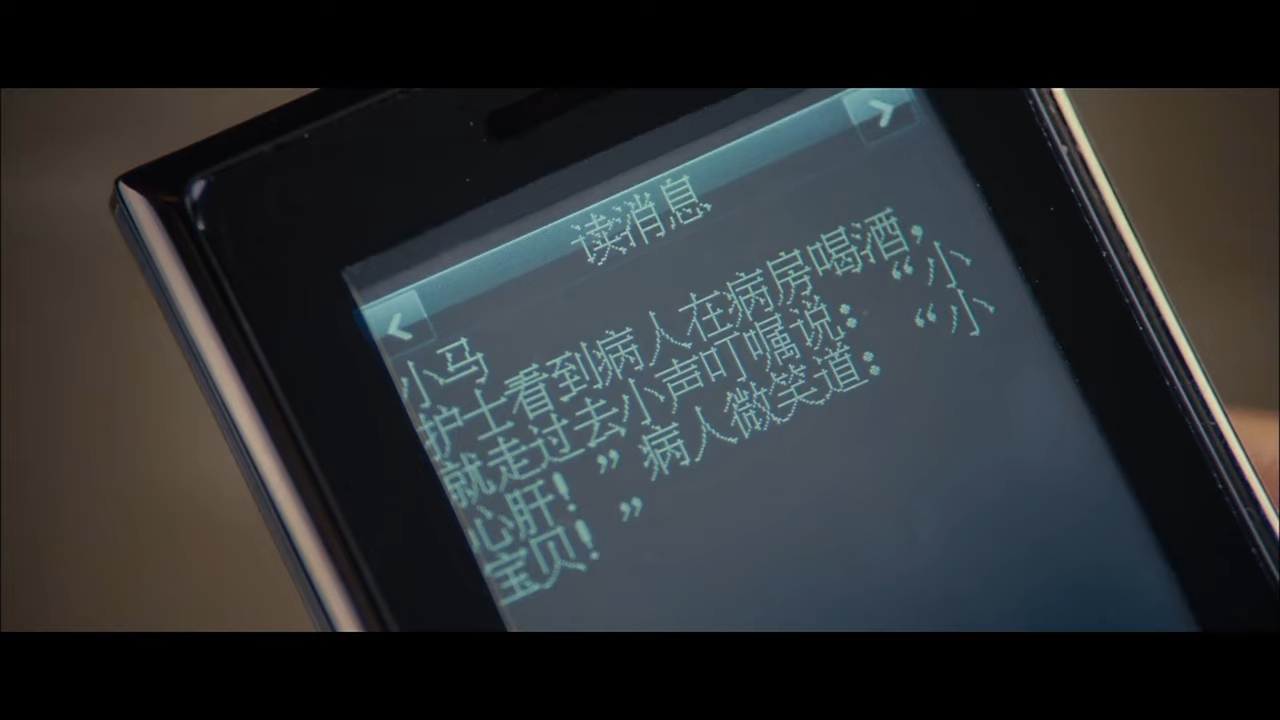 读消息
小马
护士看到病人在病房喝酒，
就走过去小声叮嘱说：“小
心肝！”病人微笑道：“小
宝贝！”